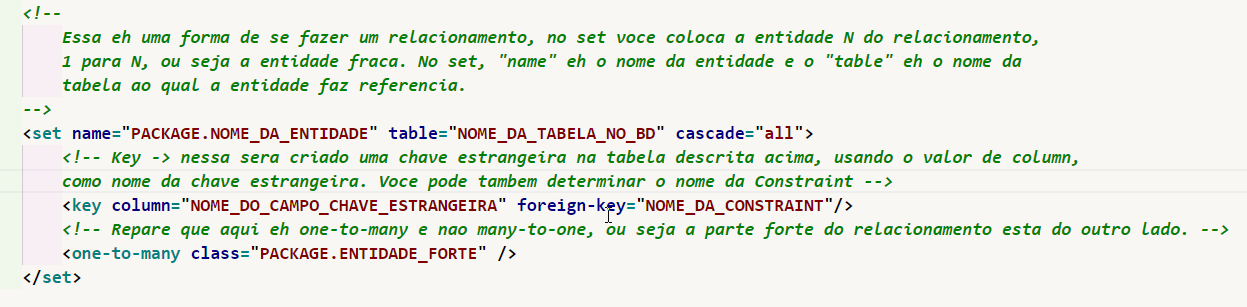 <!--
Essa eh uma forma de se fazer um relacionamento, no set voce coloca a entidade N do relacionamento,
1 para N, ou seja a entidade fraca. No set, "name" eh o nome da entidade e o "table" eh o nome da
tabela ao qual a entidade faz referencia.
-->
<set name="PACKAGE.NOME_DA_ENTIDADE" table="NOME_DA_TABELA_NO_BD" cascade="all">
<!-- Key -> nessa sera criado uma chave estrangeira na tabela descrita acima, usando o valor de column,
como nome da chave estrangeira. Voce pode tambem determinar o nome da Constraint -->
<key column="NOME_DO_CAMPO_CHAVE_ESTRANGEIRA" foreign-key="NOME_DA_CONSTRAINT"/>
<!-- Repare que aqui eh one-to-many e nao many-to-one, ou seja a parte forte do relacionamento esta do outro lado. -->
<one-to-many class="PACKAGE.ENTIDADE_FORTE" />
</set>